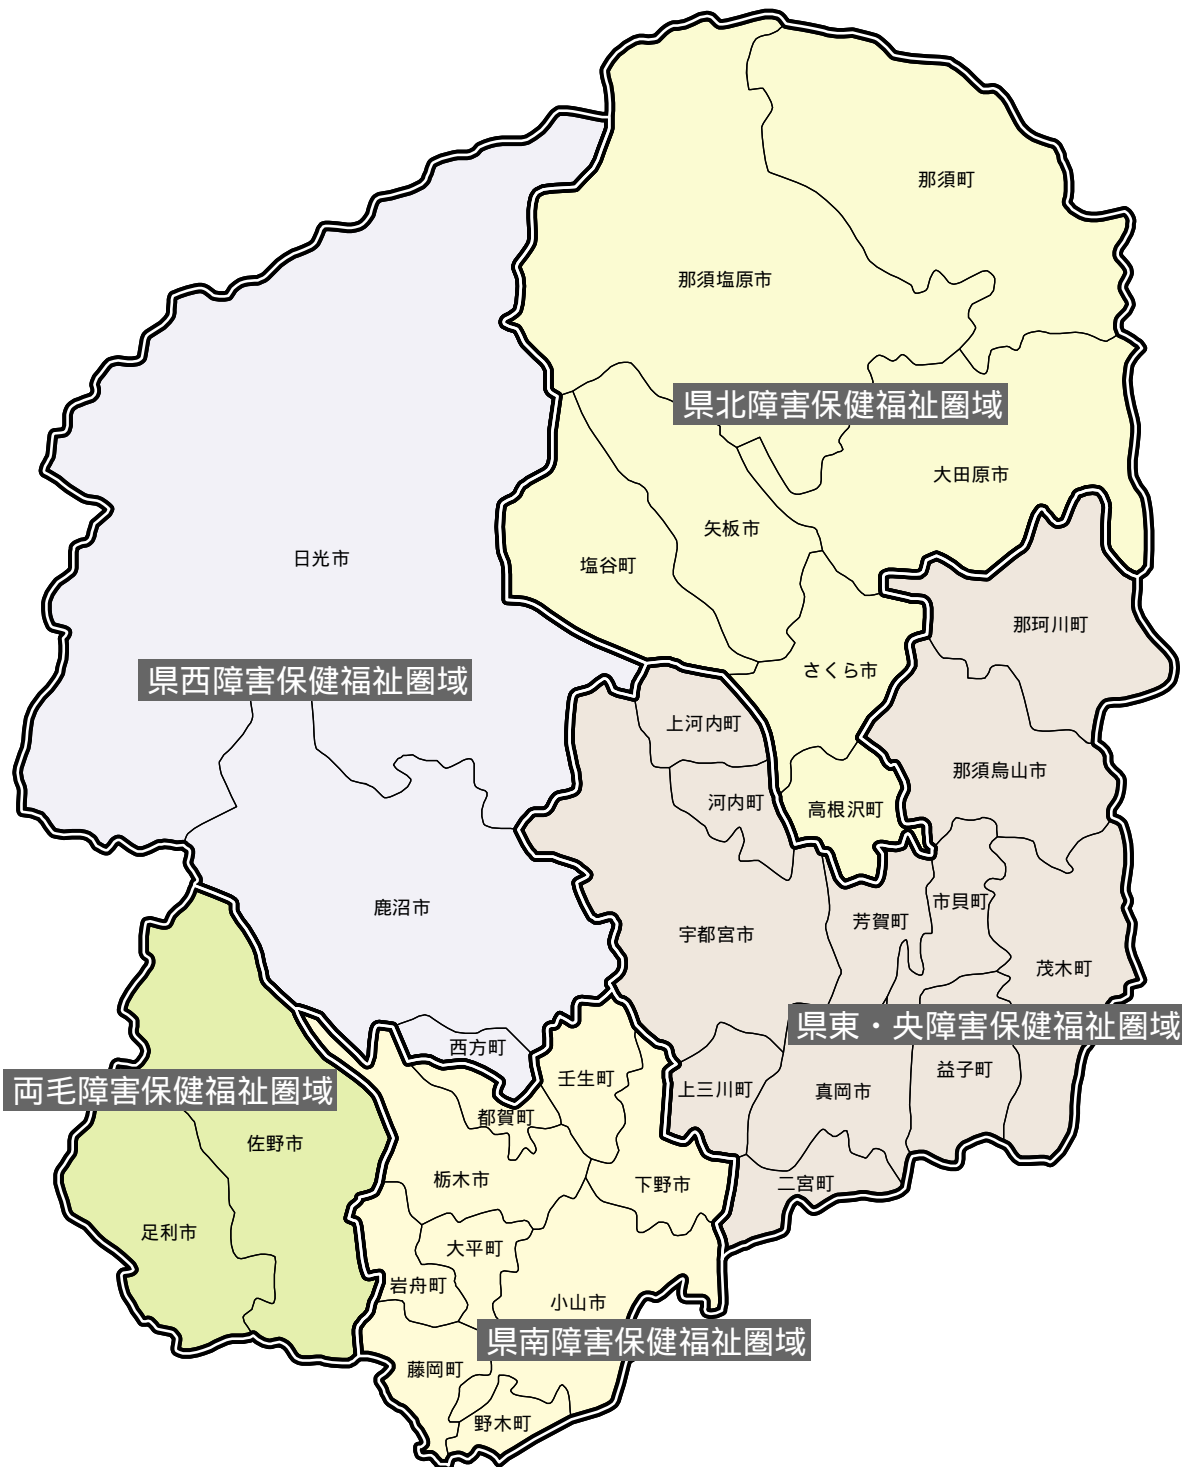 那須町
那須塩原市
県北障害保健福祉圏域
大田原市
矢板市
塩谷町
日光市
那珂川町
県西障害保健福祉圏域
さくら市
上河内町
那須烏山市
河内町
高根沢町
鹿沼市
市貝町
芳賀町
宇都宮市
茂木町
県東・央障害保健福祉圏域
西方町
益子町
壬生町
上三川町
真岡市
両毛障害保健福祉圏域
都賀町
佐野市
栃木市
下野市
二宮町
足利市
大平町
岩舟町
小山市
県南障害保健福祉圏域
藤岡町
野木町